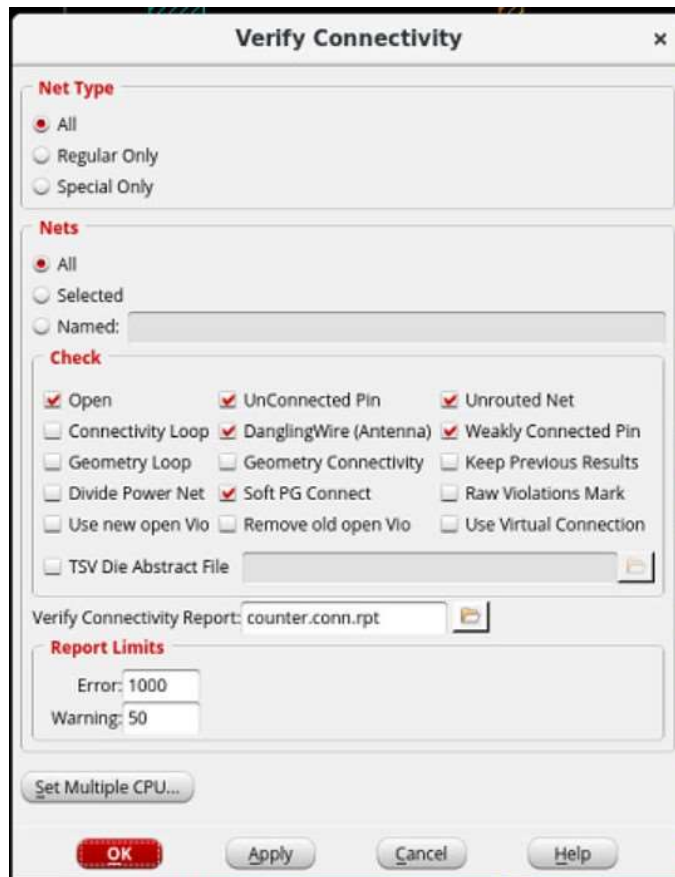 Verify Connectivity ×
Net Type
All
Regular Only
Special Only
Nets
All
Selected
Named:
Check
Open UnConnected Pin Unrouted Net
Connectivity Loop DanglingWire (Antenna) Weakly Connected Pin
Geometry Loop Geometry Connectivity Keep Previous Results
Divide Power Net Soft PG Connect Raw Violations Mark
Use new open Vio Remove old open Vio Use Virtual Connection
TSV Die Abstract File
Verify Connectivity Report: counter.conn.rpt
Report Limits
Error: 1000
Warning: 50
Set Multiple CPU...
OK Apply Cancel Help